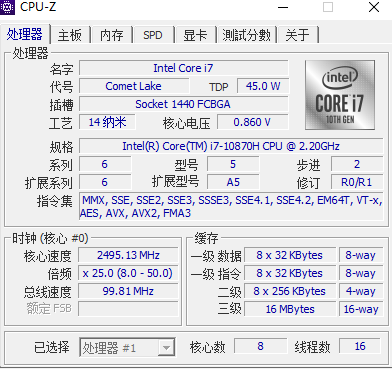 CPU-Z
处理器 主板 内存 SPD 显卡 測試分數 关于
处理器
名字 Intel Core i7
代号 Comet Lake TDP 45.0 W
插槽 Socket 1440 FCBGA
工艺 14 纳米 核心电压 0.860 V
intel
CORE i7
10TH GEN
规格 Intel(R) Core(TM) i7-10870H CPU @ 2.20GHz
系列 6 型号 5 步进 2
扩展系列 6 扩展型号 A5 修订 R0/R1
指令集 MMX, SSE, SSE2, SSE3, SSSE3, SSE4.1, SSE4.2, EM64T, VT-x,
AES, AVX, AVX2, FMA3
时钟 (核心 #0)
核心速度 2495.13 MHz
倍频 x 25.0 (8.0 - 50.0)
总线速度 99.81 MHz
额定 FSB
缓存
一级 数据 8 x 32 KBytes 8-way
一级 指令 8 x 32 KBytes 8-way
二级 8 x 256 KBytes 4-way
三级 16 MBytes 16-way
已选择 处理器 #1 核心数 8 线程数 16